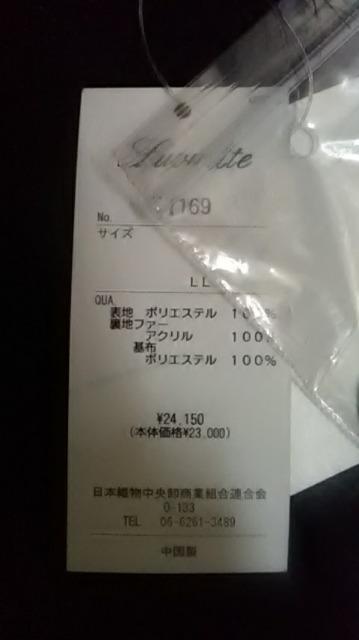 No.
169
サイズ
LL
QUA.
表地 ポリエステル 100%
裏地ファー
アクリル 100%
基布
ポリエステル 100%
¥24,150
(本体価格¥23,000)
日本織物中央卸商業組合連合会
0-133
TEL 06-6261-3489
中国製